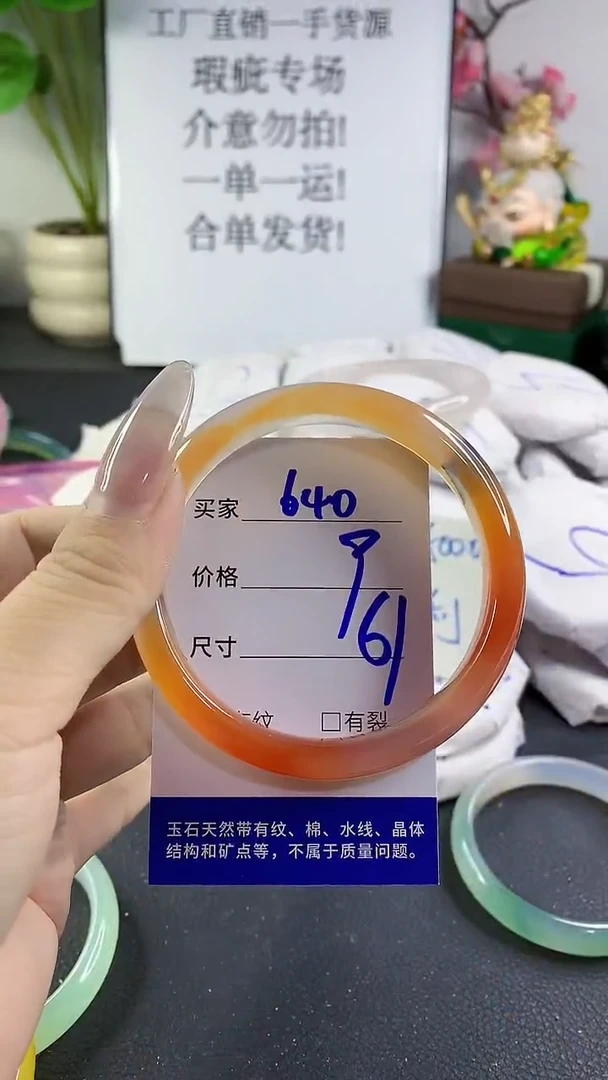 工厂直销一手货源
瑕疵专场
介意勿拍!
一单一运!
合单发货!
买家 640
价格 9
尺寸 61
纹 □有裂
玉石天然带有纹、棉、水线、晶体
结构和矿点等，不属于质量问题。